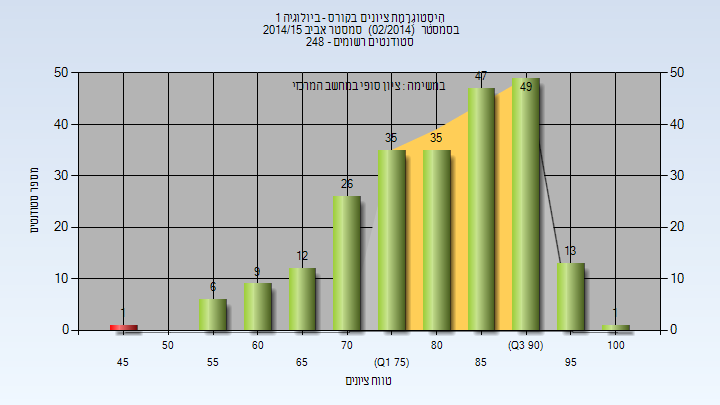 היסטוגרמת ציונים בקורס - ביולוגיה 1
בסמסטר (02/2014) סמסטר אביב 2014/15
סטודנטים רשומים - 248
במשימה : ציון סופי במחשב המרכזי
מספר סטודנטים
50 50
40 40
30 30
20 20
10 10
0 0
1 6 9 12 26 35 35 47 49 13 1
50 60 70 80 (Q3 90) 100
45 55 65 (Q1 75) 85 95
טווח ציונים